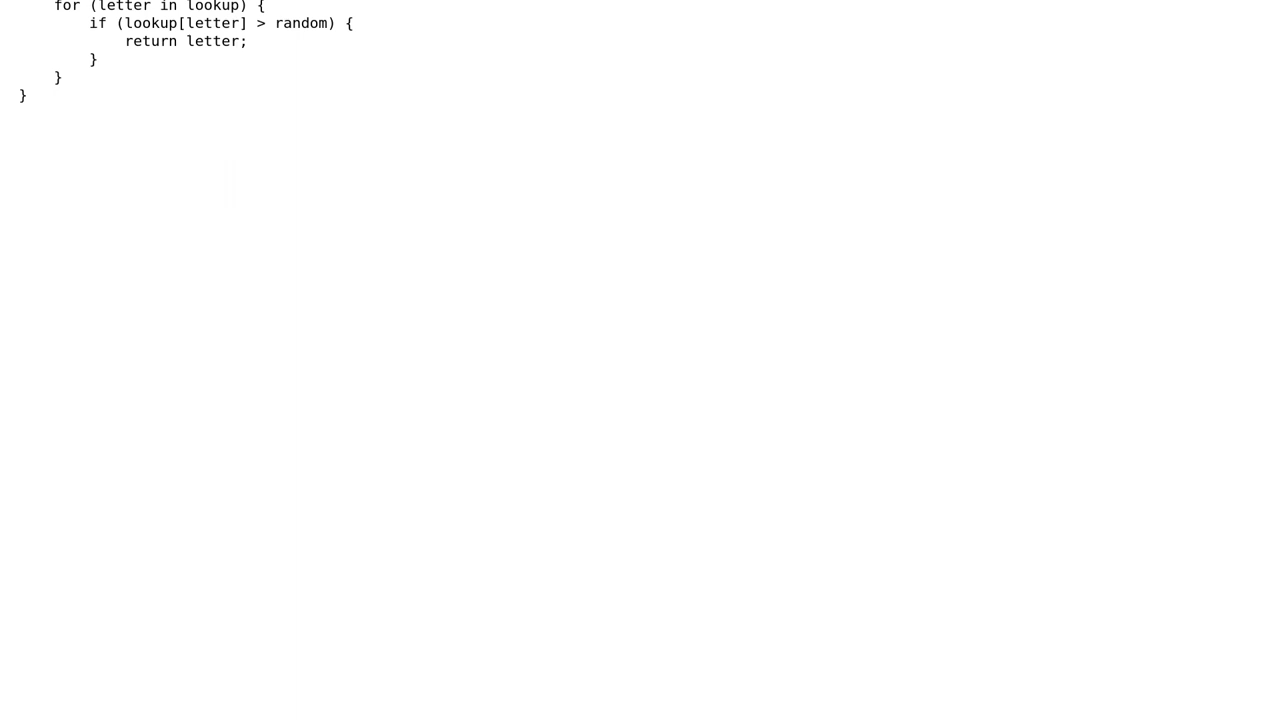 for (letter in lookup) {
        if (lookup[letter] > random) {
            return letter;
        }
    }
}